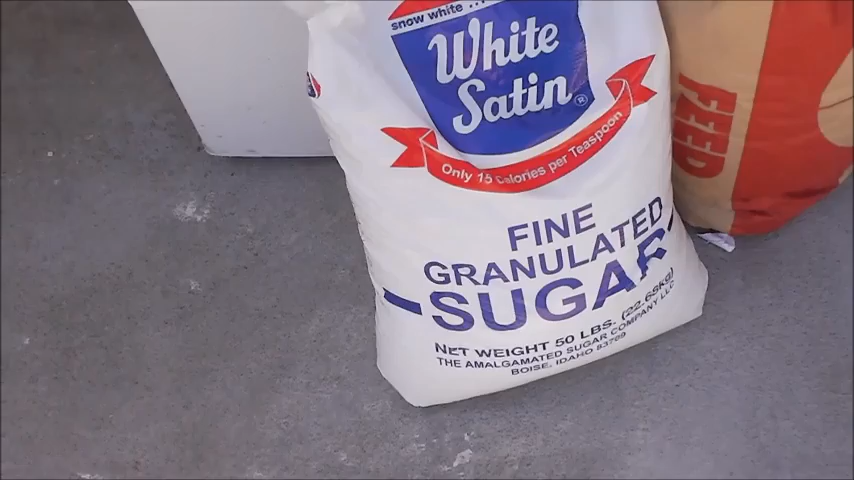 snow white ...
White
Satin®
Only 15 Calories per Teaspoon
FINE
GRANULATED
SUGAR
NET WEIGHT 50 LBS. (22.65kg)
THE AMALGAMATED SUGAR COMPANY LLC
BOISE, IDAHO 83709
FEED